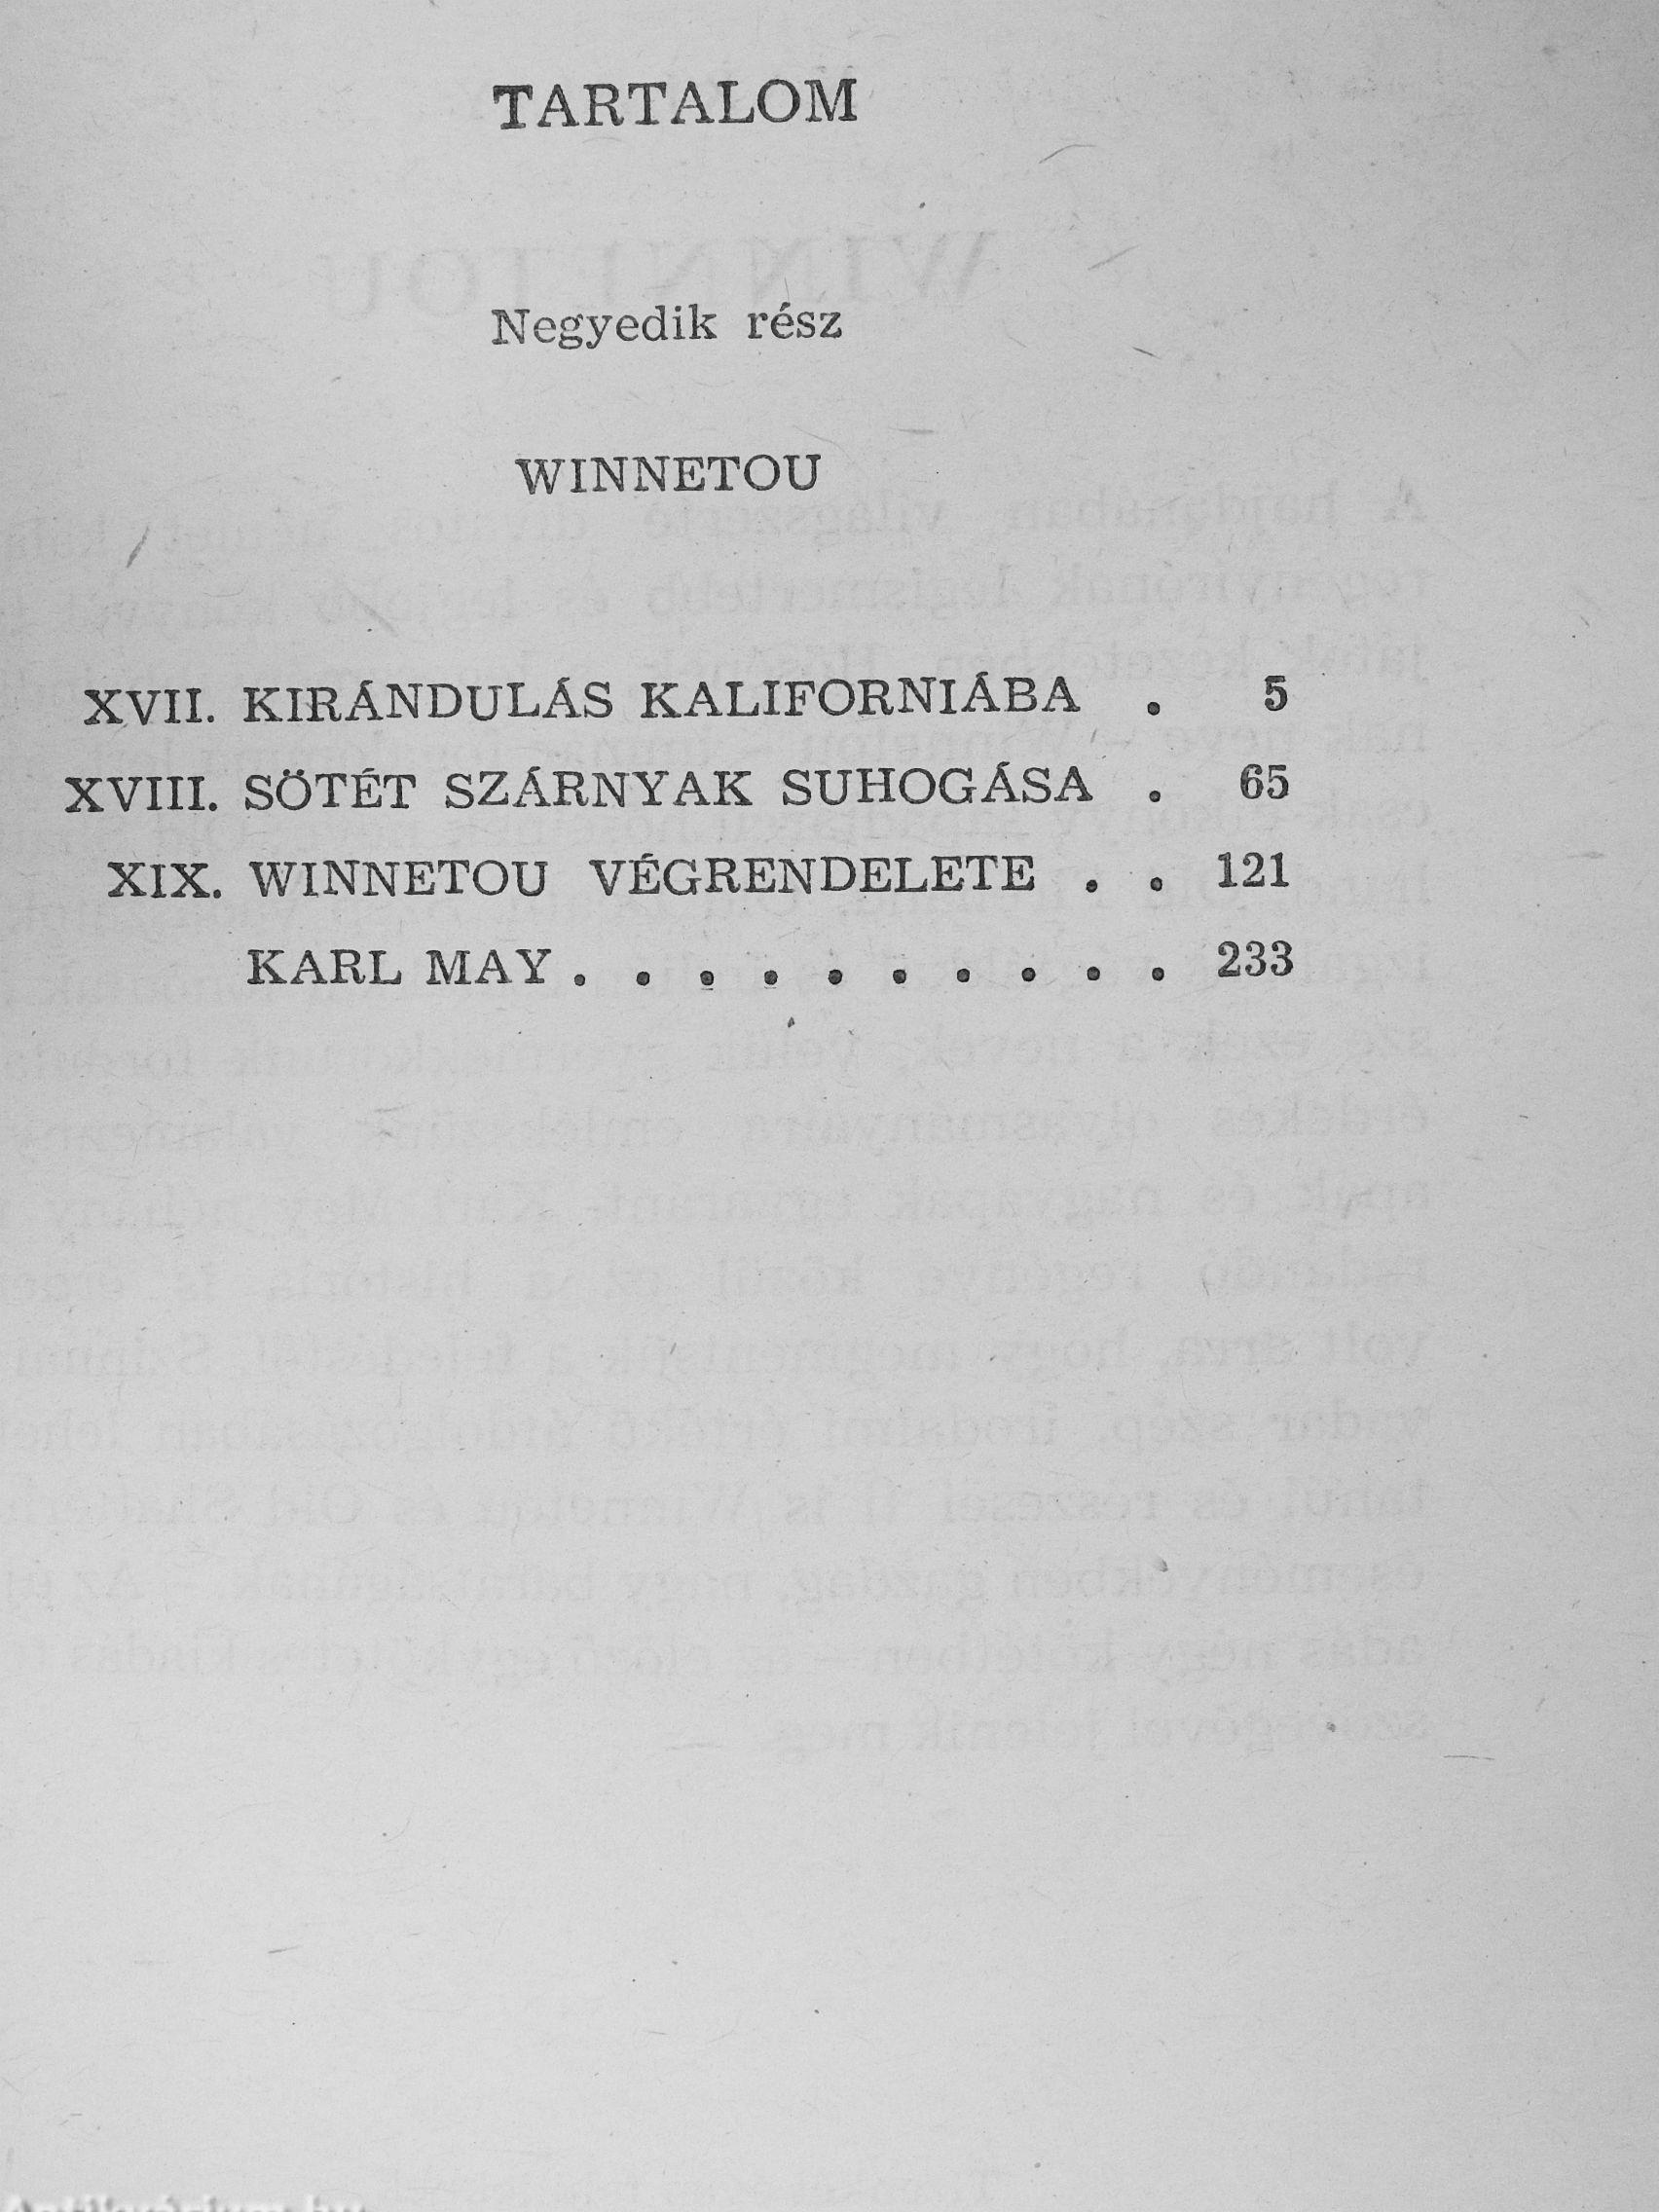 TARTALOM
Negyedik rész
WINNETOU
XVII. KIRÁNDULÁS KALIFORNIÁBA . 5
XVIII. SÖTÉT SZÁRNYAK SUHOGÁSA . 65
XIX. WINNETOU VÉGRENDELETE . . 121
KARL MAY . . . . . . . . . . 233